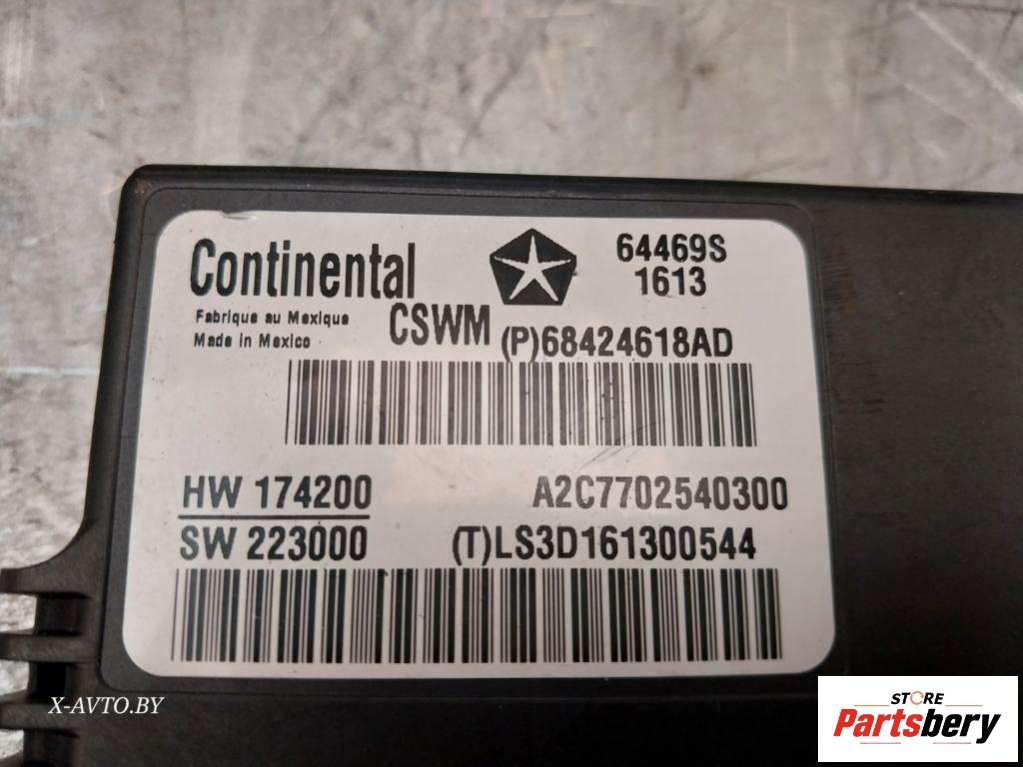 Continental
64469S
1613
Fabrique au Mexique
Made in Mexico
CSWM (P)68424618AD
HW 174200
A2C7702540300
SW 223000
(T)LS3D161300544
X-AVTO.BY
STORE
Partsbery